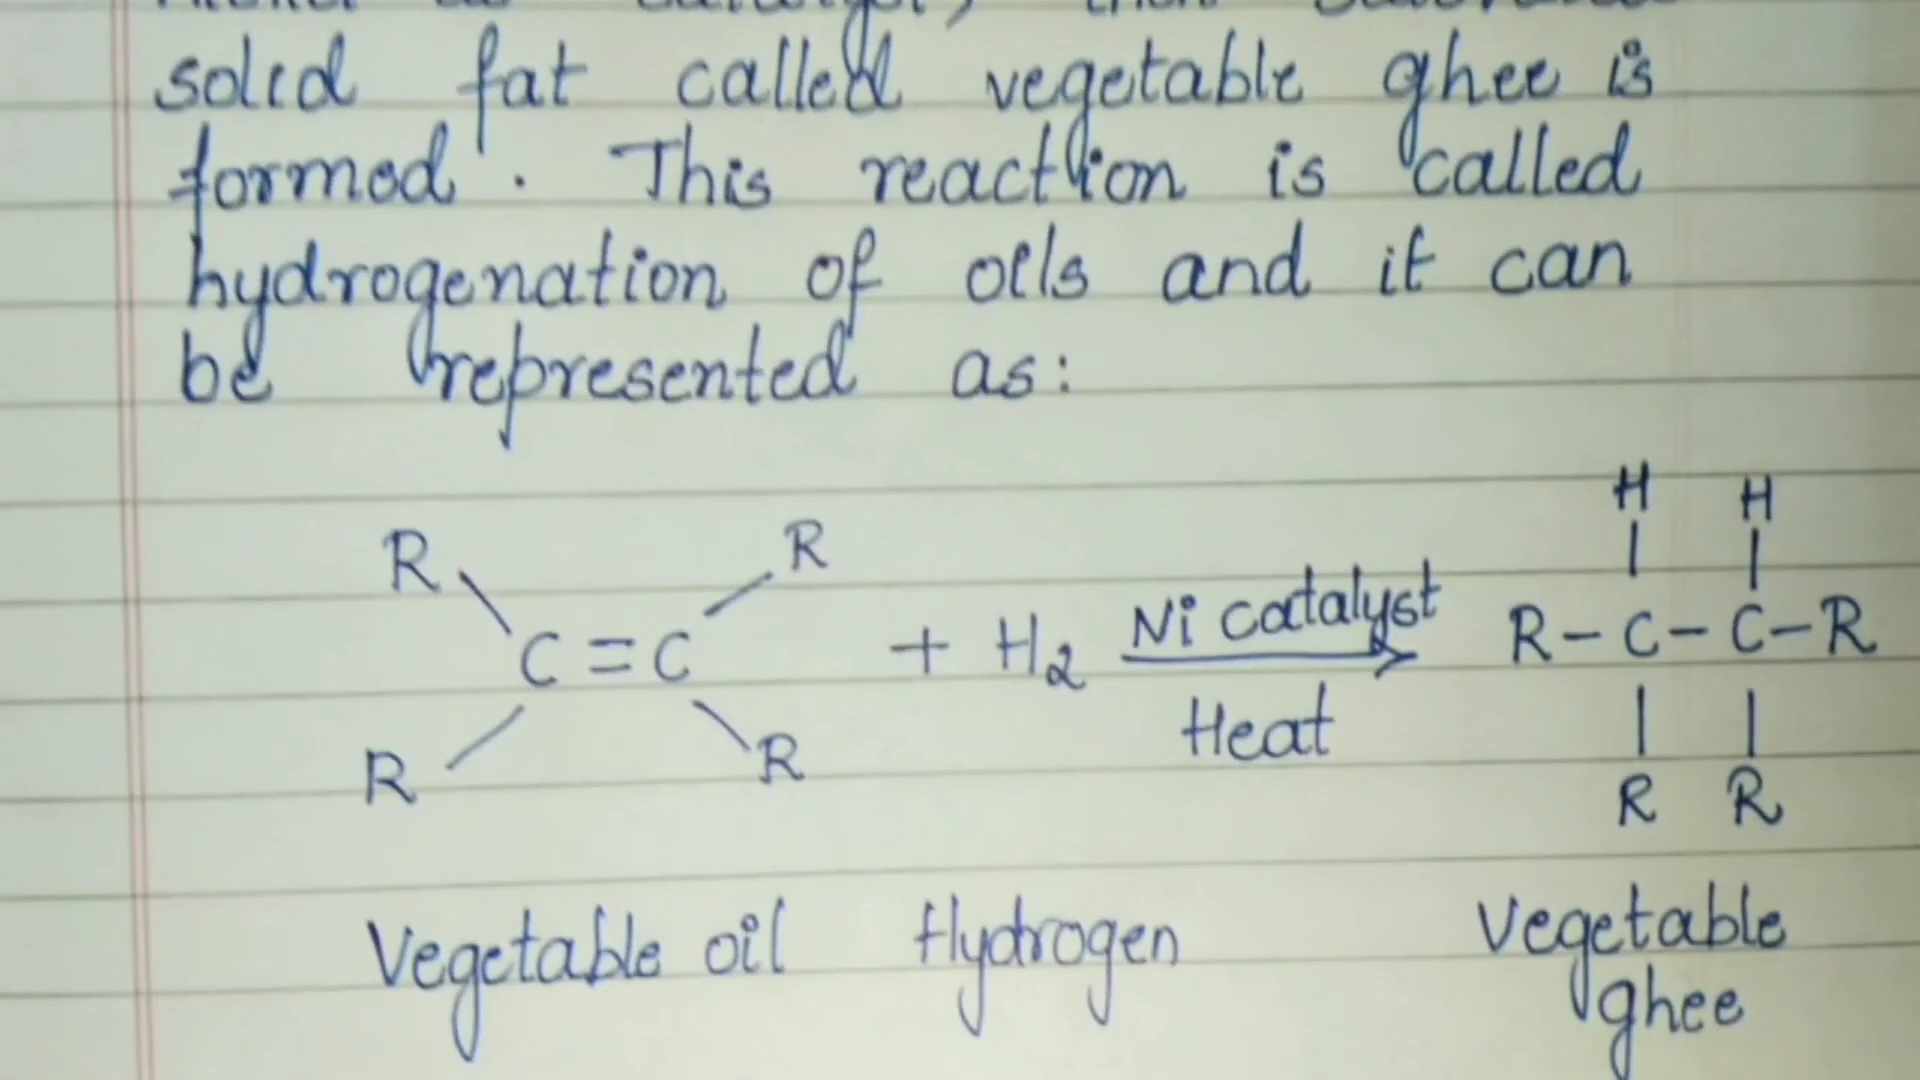 solid fat called vegetable ghee is
formed. This reaction is called
hydrogenation of oils and it can
be represented as:
H H
R R
C = C + H2 Ni catalyst R-C-C-R
Heat
R R R R
Vegetable oil Hydrogen Vegetable
ghee